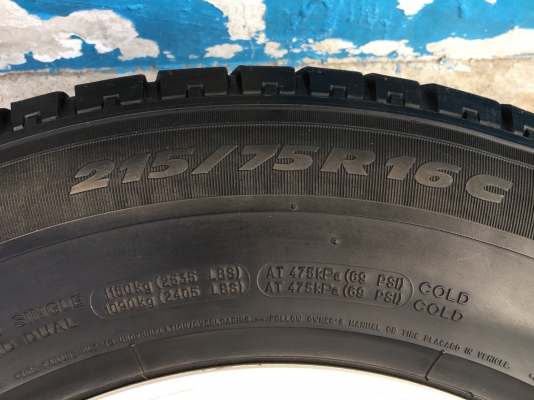 215/75R16C
SINGLE 1150kg (2535 LBS) AT 475kPa (69 PSI) COLD
DUAL 1090kg (2405 LBS) AT 475kPa (69 PSI) COLD
FOLLOW OWNER'S MANUAL OR TIRE PLACARD IN VEHICLE.